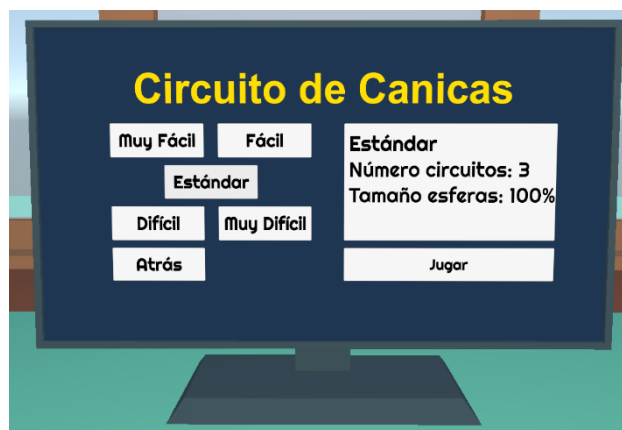 Circuito de Canicas
Muy Fácil
Fácil
Estándar
Difícil
Muy Difícil
Atrás
Estándar
Número circuitos: 3
Tamaño esferas: 100%
Jugar